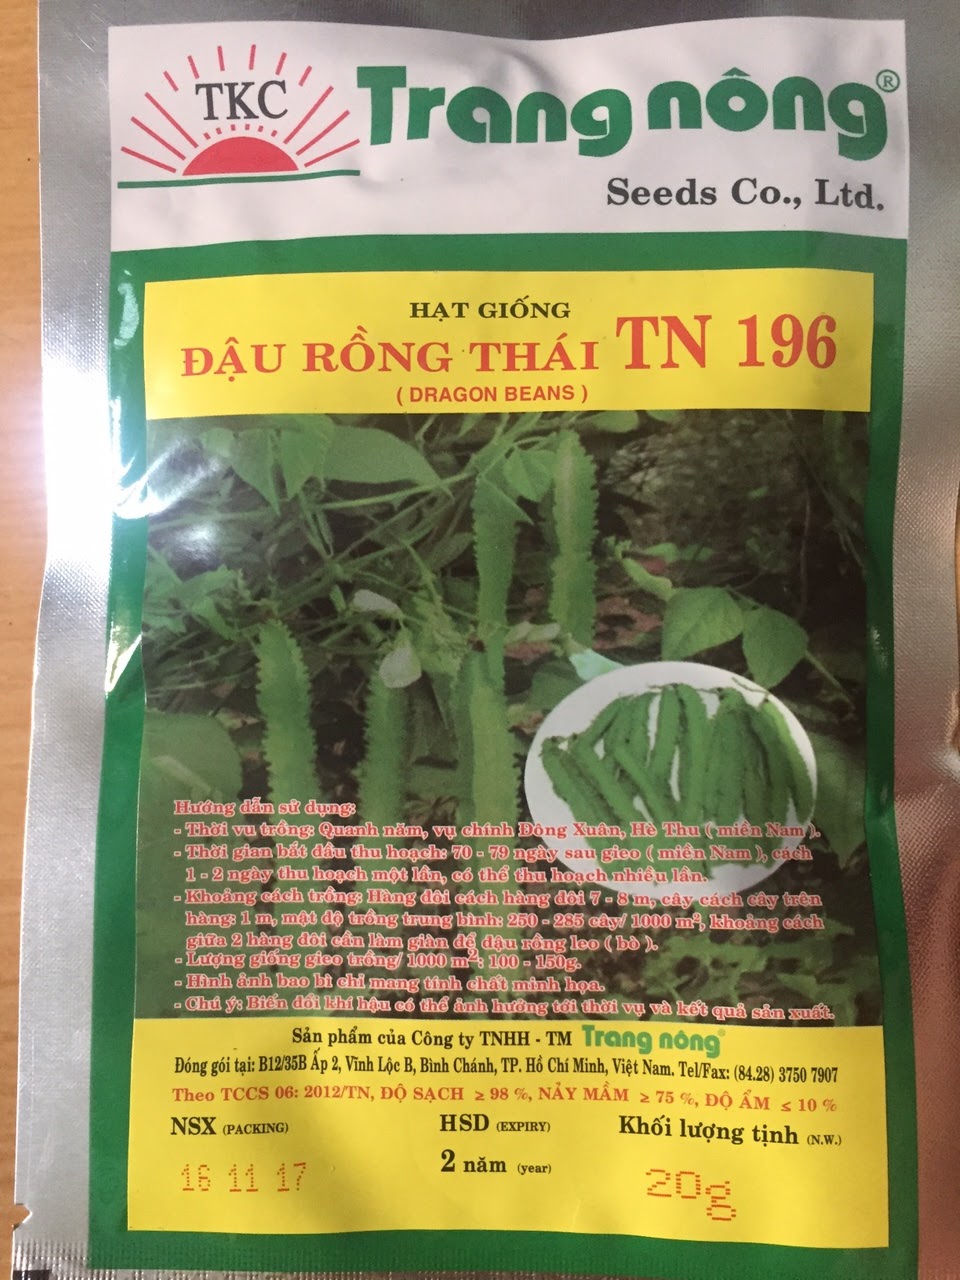 TKC
Trang nông®
Seeds Co., Ltd.
HẠT GIỐNG
ĐẬU RỒNG THÁI TN 196
( DRAGON BEANS )
Hướng dẫn sử dụng:
- Thời vụ trồng: Quanh năm, vụ chính Đông Xuân, Hè Thu ( miền Nam ).
- Thời gian bắt đầu thu hoạch: 70 - 79 ngày sau gieo ( miền Nam ), cách
1 - 2 ngày thu hoạch một lần, có thể thu hoạch nhiều lần.
- Khoảng cách trồng: Hàng đôi cách hàng đôi 7 - 8 m, cây cách cây trên
hàng: 1 m, mật độ trồng trung bình: 250 - 285 cây/ 1000 m², khoảng cách
giữa 2 hàng đôi cần làm giàn để đậu rồng leo ( bò ).
- Lượng giống gieo trồng/ 1000 m²: 100 - 150g.
- Hình ảnh bao bì chỉ mang tính chất minh họa.
- Chú ý: Biến đổi khí hậu có thể ảnh hưởng tới thời vụ và kết quả sản xuất.
Sản phẩm của Công ty TNHH - TM Trang nông®
Đóng gói tại: B12/35B Ấp 2, Vĩnh Lộc B, Bình Chánh, TP. Hồ Chí Minh, Việt Nam. Tel/Fax: (84.28) 3750 7907
Theo TCCS 06: 2012/TN, ĐỘ SẠCH ≥ 98 %, NẢY MẦM ≥ 75 %, ĐỘ ẨM ≤ 10 %
NSX (PACKING) HSD (EXPIRY) Khối lượng tịnh (N.W.)
16 11 17 2 năm (year) 20g